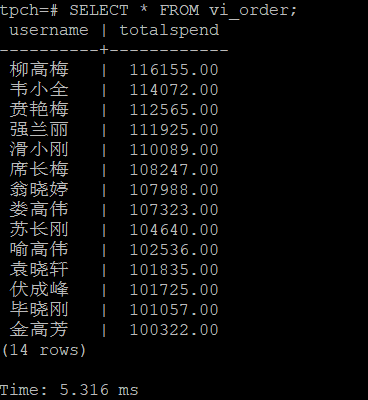 tpch=# SELECT * FROM vi_order;
 username | totalspend
----------+------------
 柳高梅   |  116155.00
 韦小全   |  114072.00
 贲艳梅   |  112565.00
 强兰丽   |  111925.00
 滑小刚   |  110089.00
 席长梅   |  108247.00
 翁晓婷   |  107988.00
 娄高伟   |  107323.00
 苏长刚   |  104640.00
 喻高伟   |  102536.00
 袁晓轩   |  101835.00
 伏成峰   |  101725.00
 毕晓刚   |  101057.00
 金高芳   |  100322.00
(14 rows)
Time: 5.316 ms